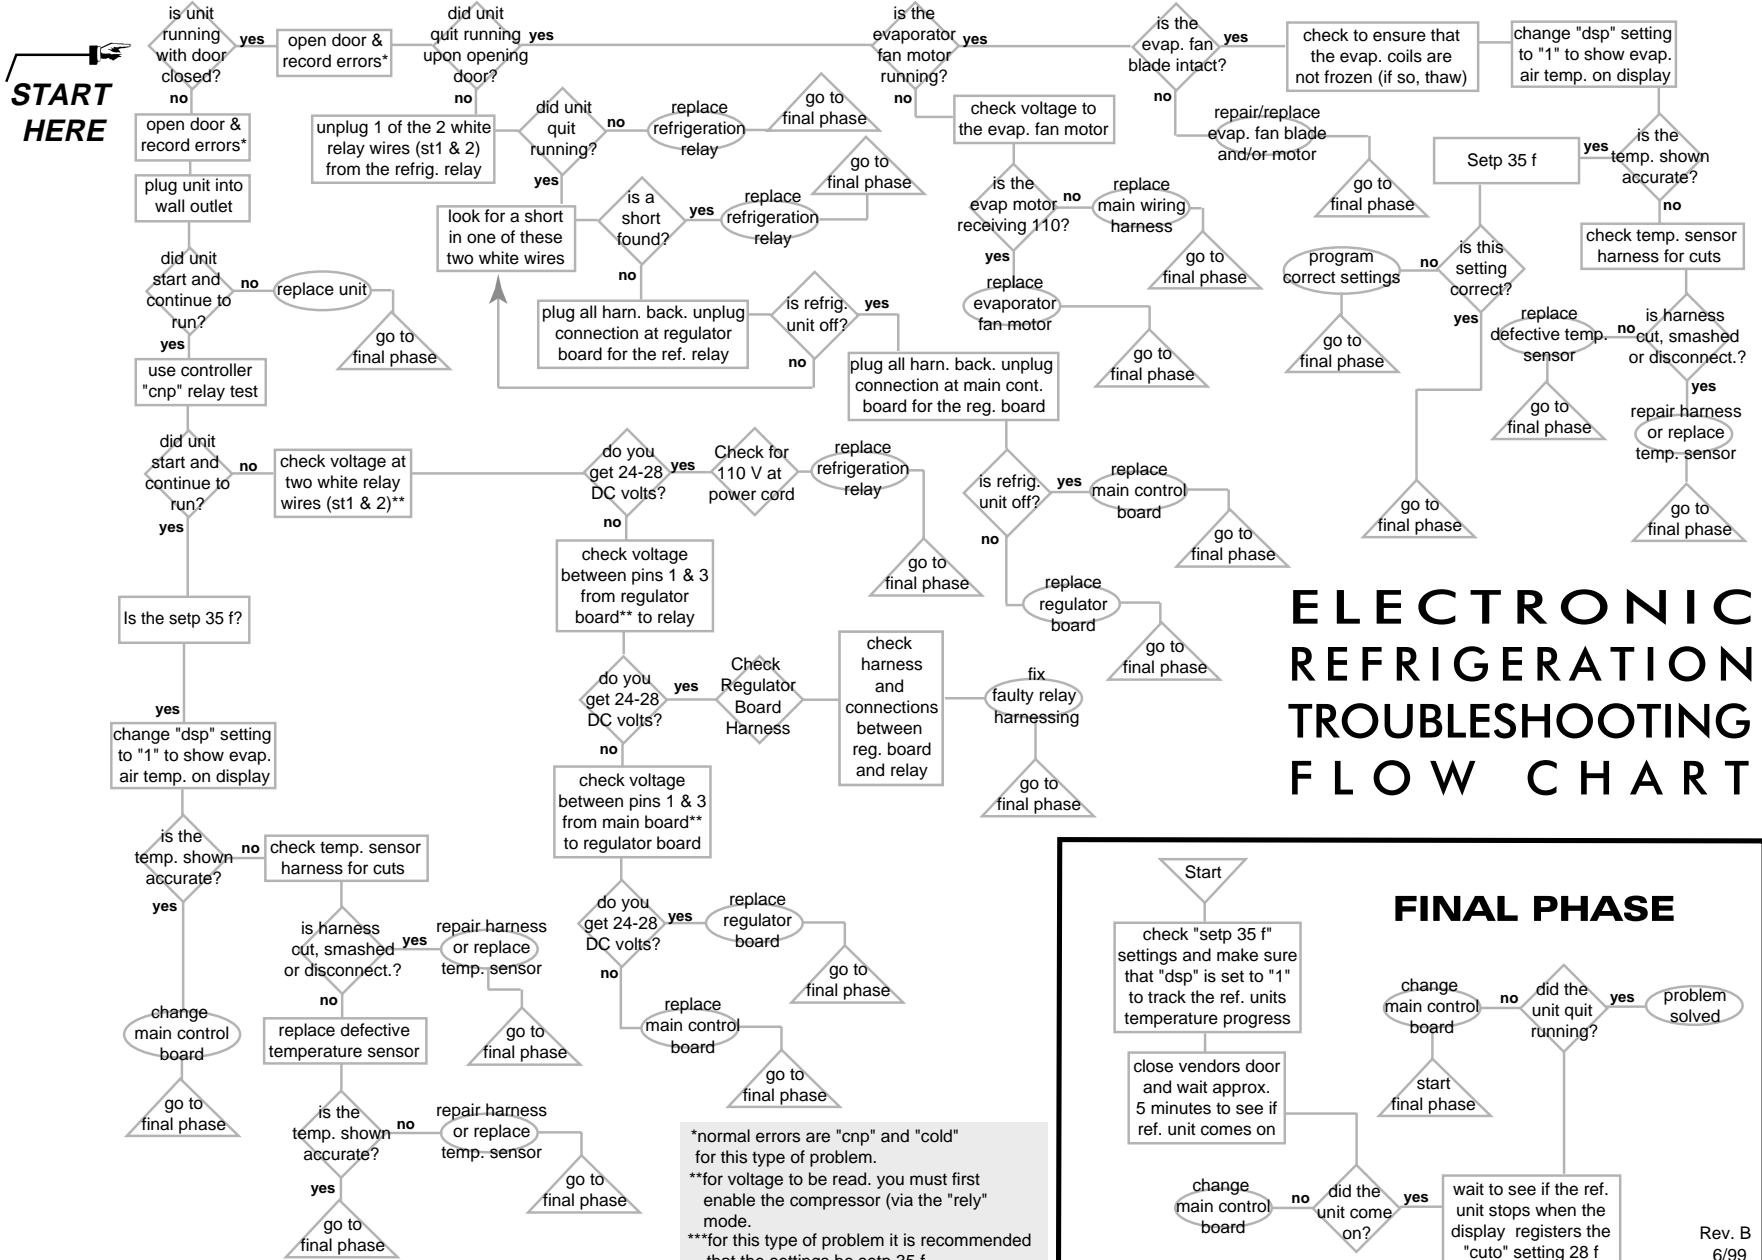 START
HERE
is unit
running
with door
closed?
yes
no
open door &
record errors*
did unit
quit running
upon opening
door?
yes
no
is the
evaporator
fan motor
running?
yes
no
is the
evap. fan
blade intact?
yes
no
check to ensure that
the evap. coils are
not frozen (if so, thaw)
change "dsp" setting
to "1" to show evap.
air temp. on display
open door &
record errors*
plug unit into
wall outlet
did unit
start and
continue to
run?
no
replace unit
go to
final phase
yes
use controller
"cnp" relay test
did unit
start and
continue to
run?
no
yes
check voltage at
two white relay
wires (st1 & 2)**
unplug 1 of the 2 white
relay wires (st1 & 2)
from the refrig. relay
did unit
quit
running?
no
replace
refrigeration
relay
go to
final phase
yes
look for a short
in one of these
two white wires
is a
short
found?
yes
replace
refrigeration
relay
go to
final phase
no
plug all harn. back. unplug
connection at regulator
board for the ref. relay
is refrig.
unit off?
yes
no
plug all harn. back. unplug
connection at main cont.
board for the reg. board
is refrig.
unit off?
yes
replace
main control
board
go to
final phase
no
replace
regulator
board
go to
final phase
check voltage to
the evap. fan motor
is the
evap motor
receiving 110?
no
replace
main wiring
harness
go to
final phase
yes
replace
evaporator
fan motor
go to
final phase
repair/replace
evap. fan blade
and/or motor
go to
final phase
is the
temp. shown
accurate?
yes
no
Setp 35 f
is this
setting
correct?
no
program
correct settings
go to
final phase
yes
go to
final phase
check temp. sensor
harness for cuts
is harness
cut, smashed
or disconnect.?
no
replace
defective temp.
sensor
go to
final phase
yes
repair harness
or replace
temp. sensor
go to
final phase
do you
get 24-28
DC volts?
yes
Check for
110 V at
power cord
replace
refrigeration
relay
go to
final phase
no
check voltage
between pins 1 & 3
from regulator
board** to relay
do you
get 24-28
DC volts?
yes
Check
Regulator
Board
Harness
check
harness
and
connections
between
reg. board
and relay
fix
faulty relay
harnessing
go to
final phase
no
check voltage
between pins 1 & 3
from main board**
to regulator board
do you
get 24-28
DC volts?
yes
replace
regulator
board
go to
final phase
no
replace
main control
board
go to
final phase
Is the setp 35 f?
yes
change "dsp" setting
to "1" to show evap.
air temp. on display
is the
temp. shown
accurate?
no
yes
change
main control
board
go to
final phase
check temp. sensor
harness for cuts
is harness
cut, smashed
or disconnect.?
yes
repair harness
or replace
temp. sensor
go to
final phase
no
replace defective
temperature sensor
is the
temp. shown
accurate?
no
repair harness
or replace
temp. sensor
go to
final phase
yes
go to
final phase
*normal errors are "cnp" and "cold"
for this type of problem.
**for voltage to be read. you must first
enable the compressor (via the "rely"
mode.
***for this type of problem it is recommended
that the settings be setp 35 f
ELECTRONIC
REFRIGERATION
TROUBLESHOOTING
FLOW CHART
FINAL PHASE
Start
check "setp 35 f"
settings and make sure
that "dsp" is set to "1"
to track the ref. units
temperature progress
close vendors door
and wait approx.
5 minutes to see if
ref. unit comes on
did the
unit come
on?
no
change
main control
board
yes
wait to see if the ref.
unit stops when the
display registers the
"cuto" setting 28 f
did the
unit quit
running?
no
change
main control
board
start
final phase
yes
problem
solved
Rev. B
6/99